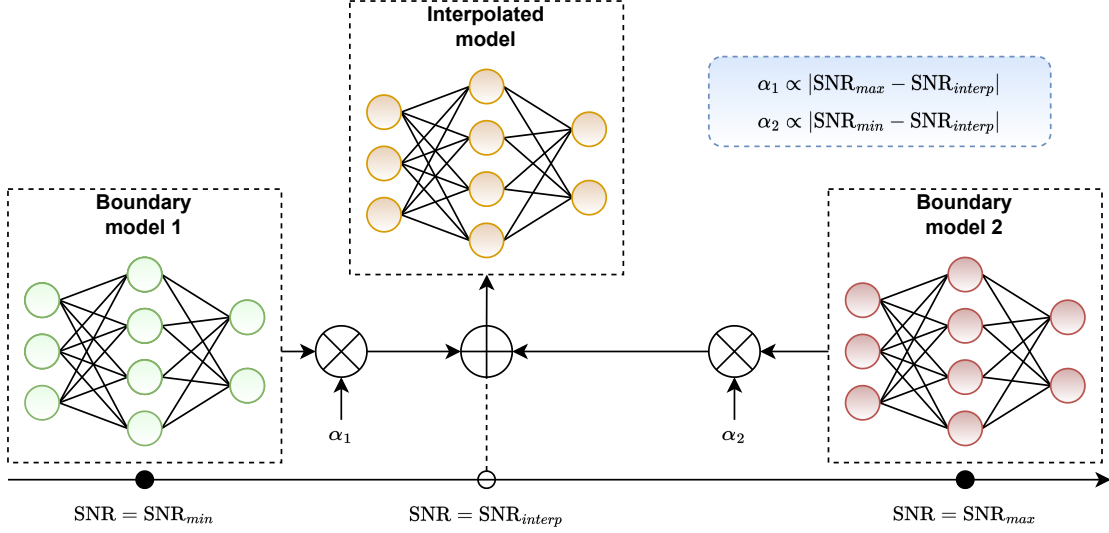 Interpolated
model
α₁ ∝ |SNR_max − SNR_interp|
α₂ ∝ |SNR_min − SNR_interp|
Boundary
model 1
Boundary
model 2
α₁
α₂
SNR = SNR_min
SNR = SNR_interp
SNR = SNR_max